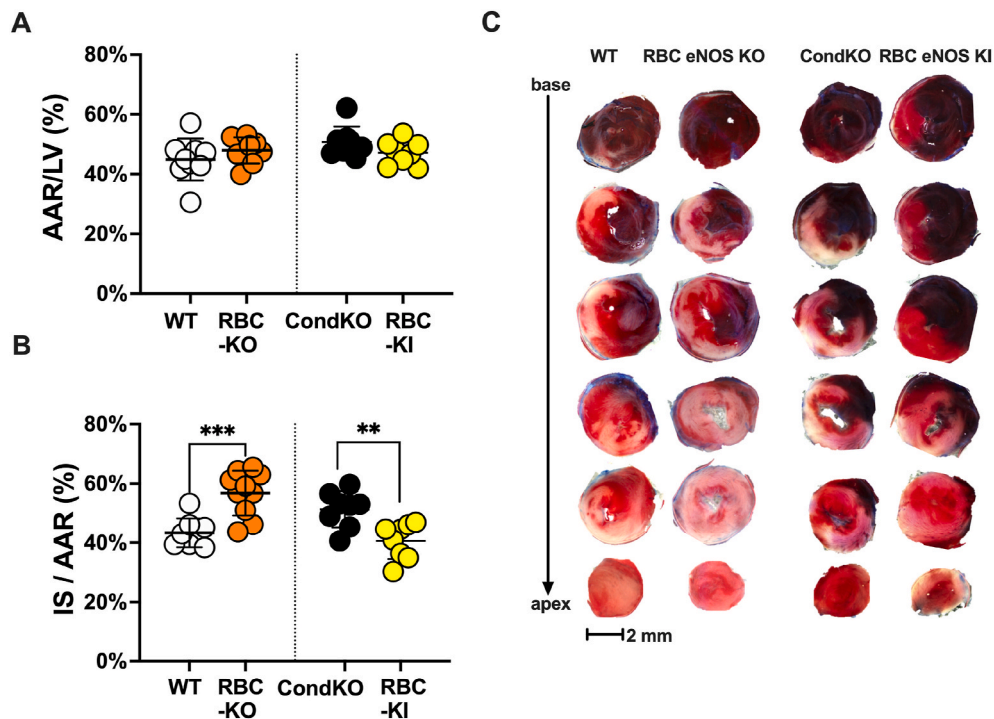 A
AAR/LV (%)
80%
60%
40%
20%
0%
WT
RBC
-KO
CondKO
RBC
-KI
B
IS / AAR (%)
80%
60%
40%
20%
0%
***
**
WT
RBC
-KO
CondKO
RBC
-KI
C
WT RBC eNOS KO CondKO RBC eNOS KI
base
apex
2 mm